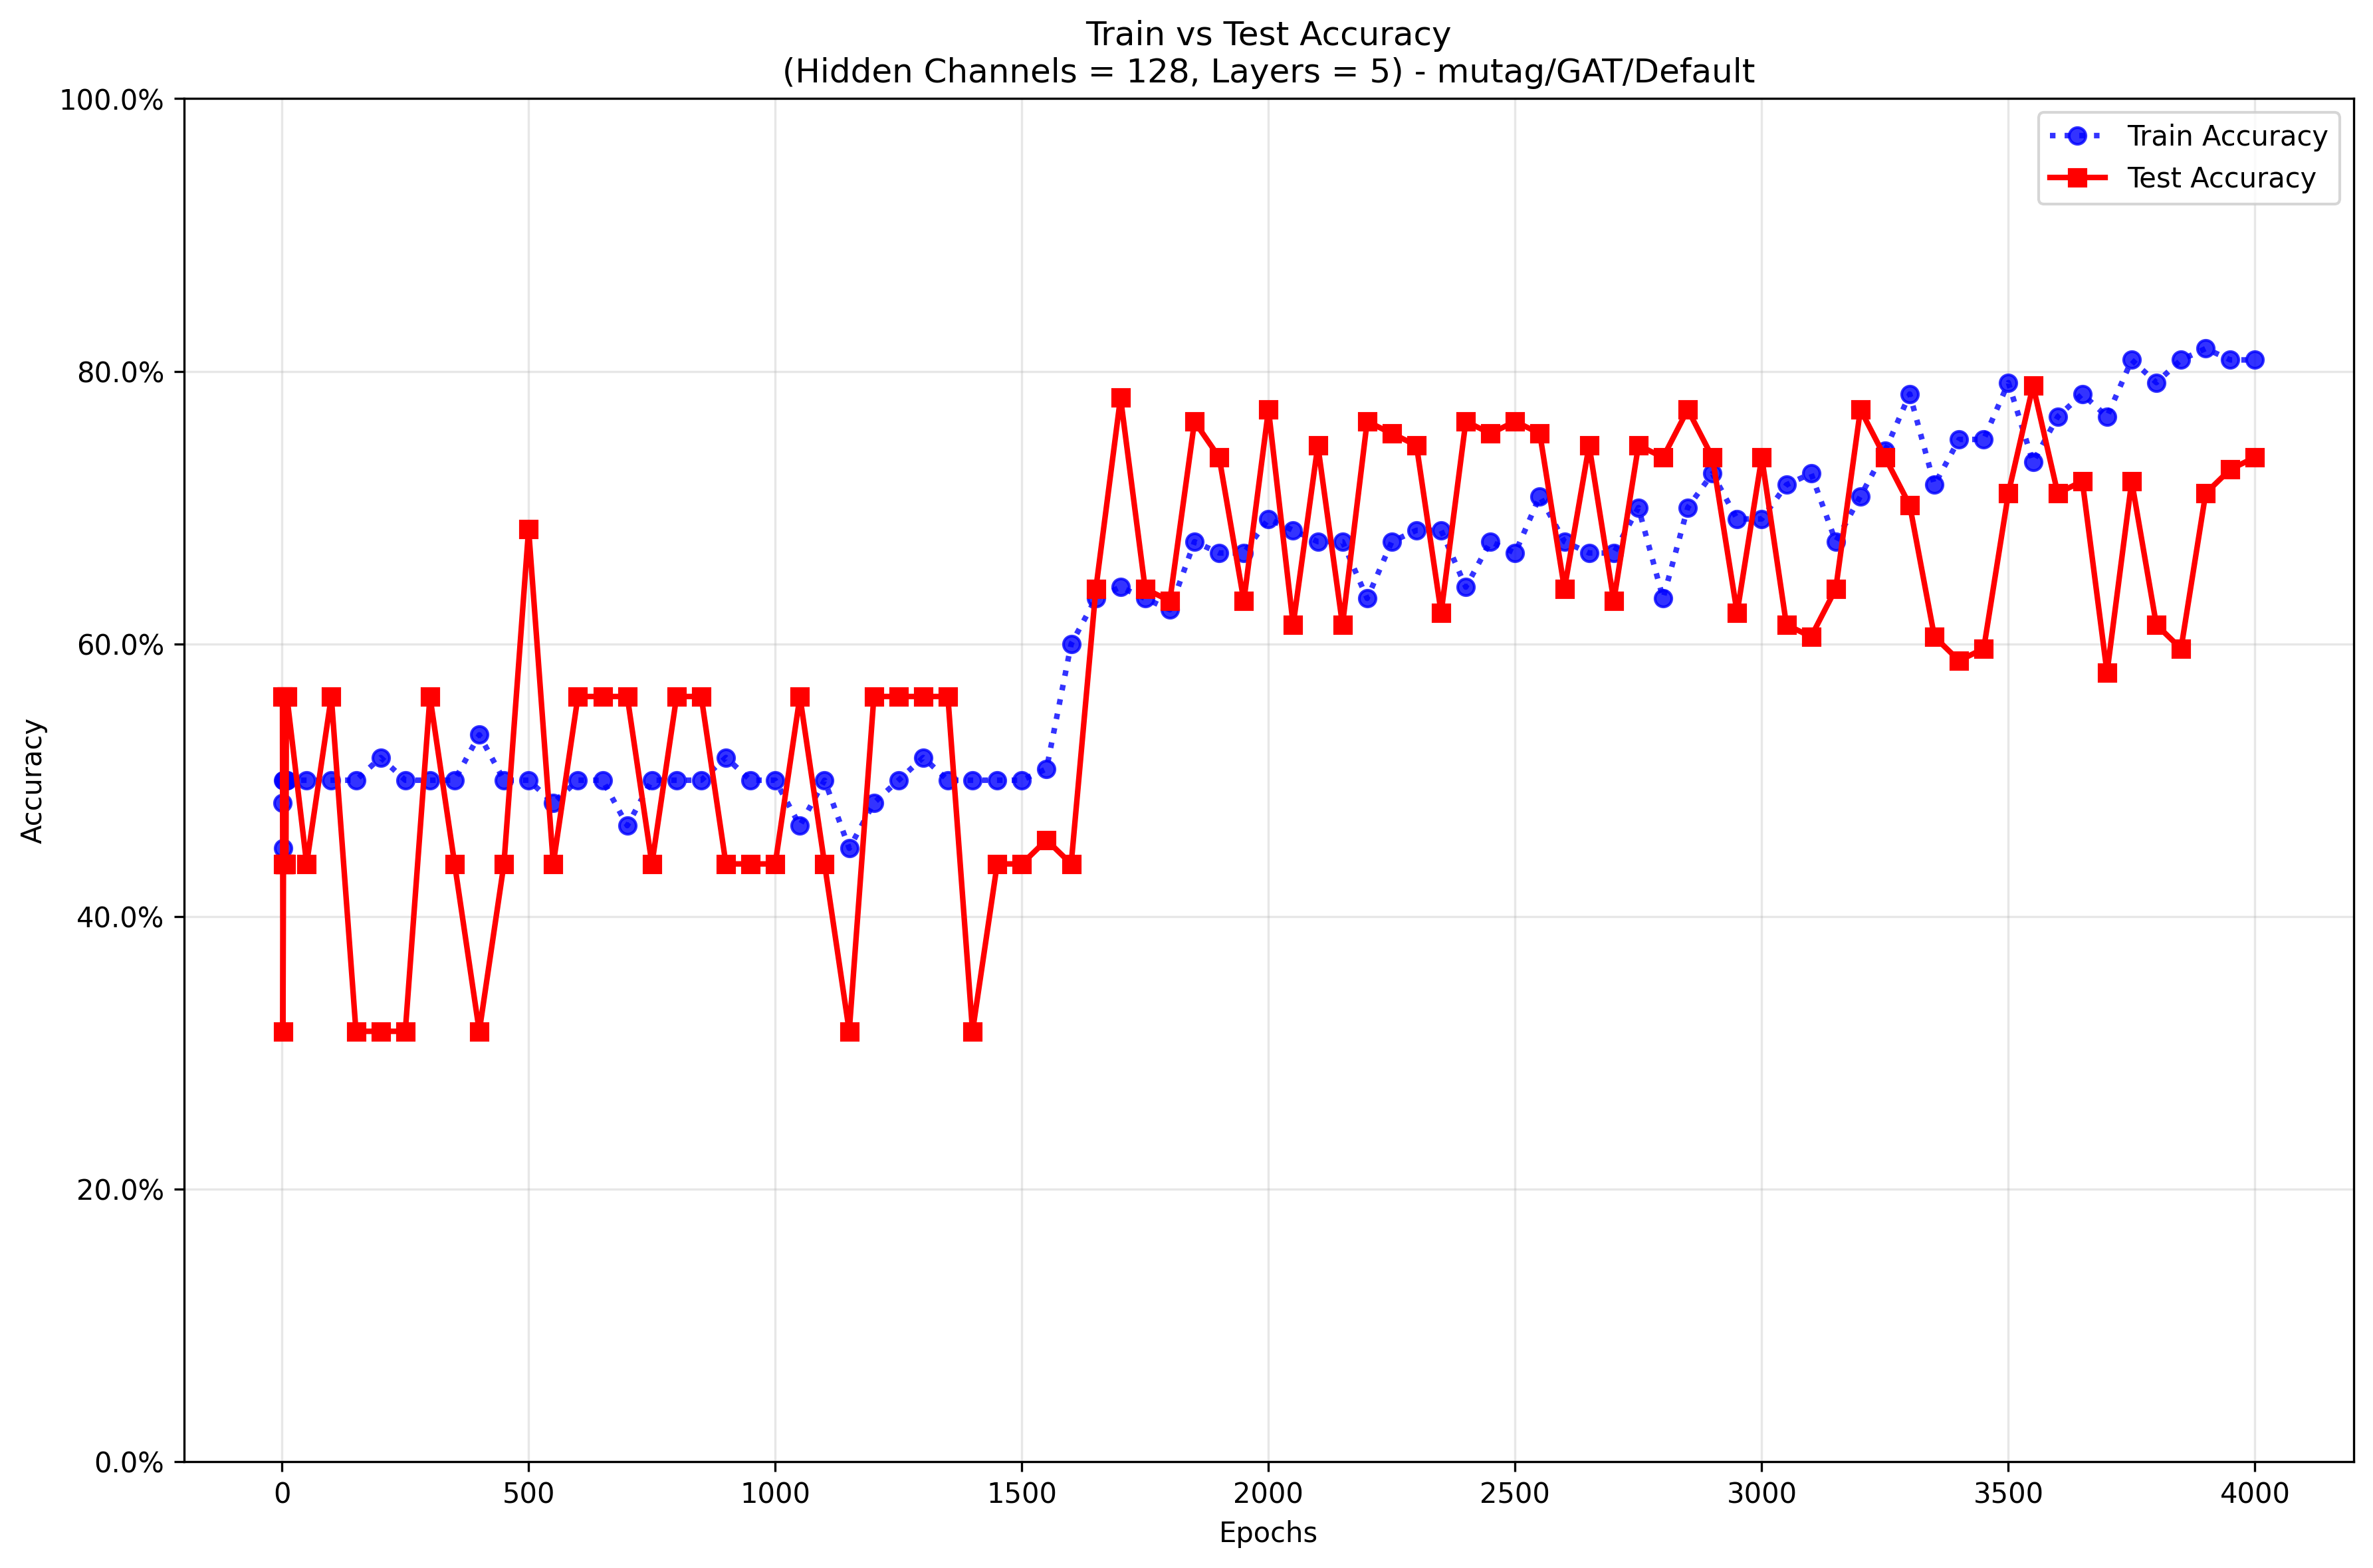 Train vs Test Accuracy
(Hidden Channels = 128, Layers = 5) - mutag/GAT/Default
100.0%
80.0%
60.0%
40.0%
20.0%
0.0%
Accuracy
Train Accuracy
Test Accuracy
0 500 1000 1500 2000 2500 3000 3500 4000
Epochs